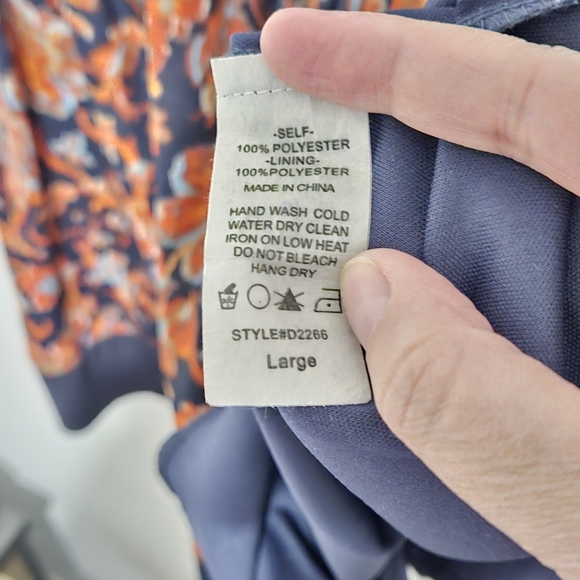 -SELF-
100% POLYESTER
-LINING-
100%POLYESTER
MADE IN CHINA
HAND WASH COLD
WATER DRY CLEAN
IRON ON LOW HEAT
DO NOT BLEACH
HANG DRY
STYLE#D2266
Large